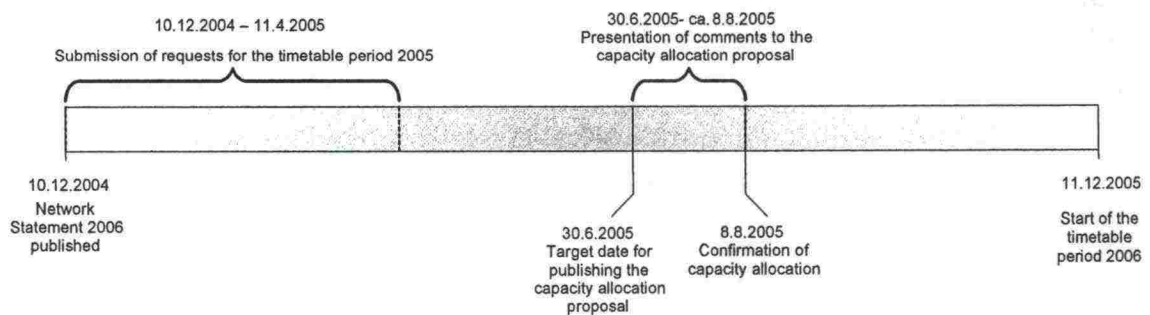 10.12.2004 – 11.4.2005
Submission of requests for the timetable period 2005
30.6.2005- ca. 8.8.2005
Presentation of comments to the
capacity allocation proposal
10.12.2004
Network
Statement 2006
published
30.6.2005
Target date for
publishing the
capacity allocation
proposal
8.8.2005
Confirmation of
capacity allocation
11.12.2005
Start of the
timetable
period 2006